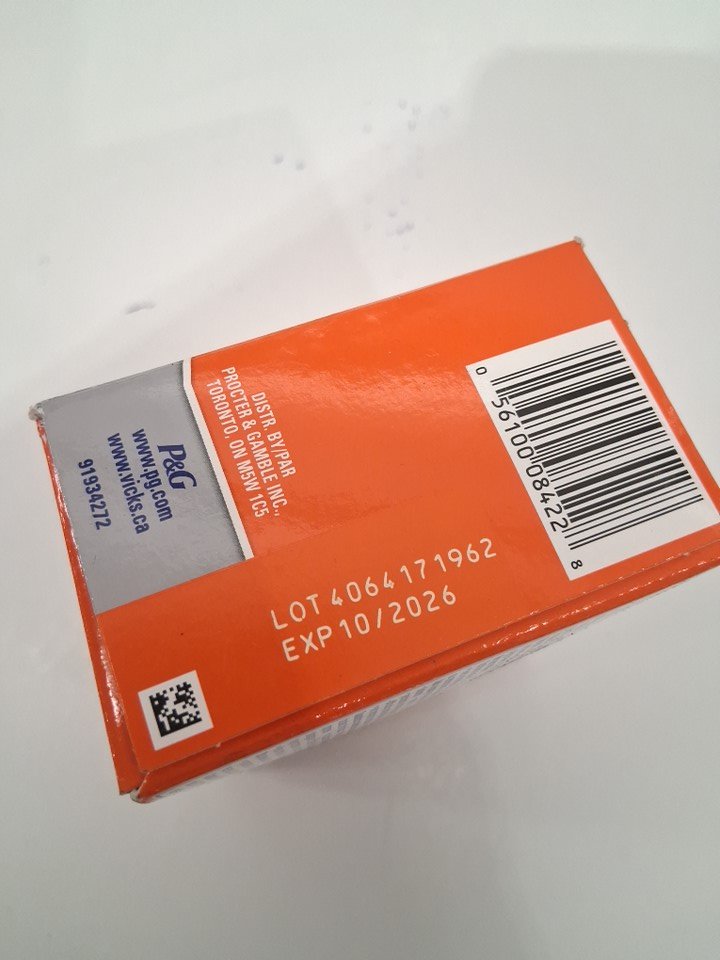 P&G
www.pg.com
www.vicks.ca
91934272
DISTR. BY/PAR
PROCTER & GAMBLE INC.,
TORONTO, ON M5W 1C5
LOT 4064171962
EXP 10/2026
0 56100 08422 8